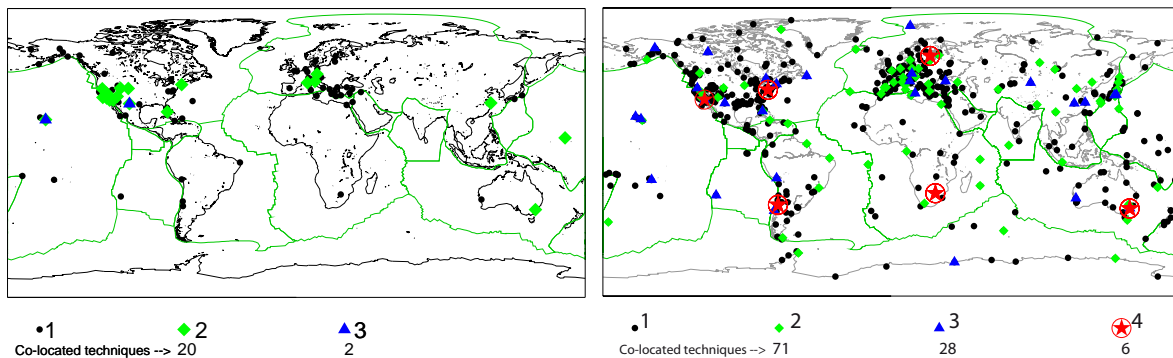 1 2 3
Co-located techniques --> 20 2
1 2 3 4
Co-located techniques --> 71 28 6